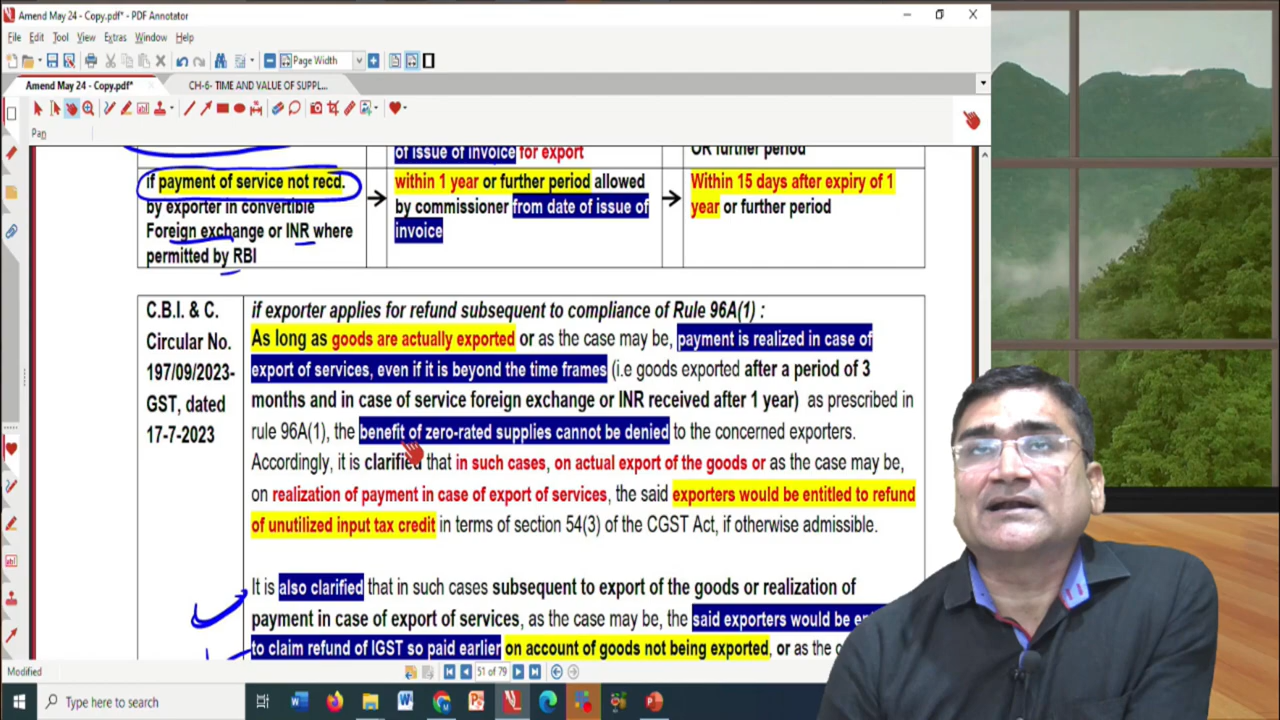 Amend May 24 - Copy.pdf* - PDF Annotator
File Edit Tool View Extras Window Help
Page Width
Amend May 24 - Copy.pdf* CH-6- TIME AND VALUE OF SUPPL...
Pan
of issue of invoice for export
OR further period
if payment of service not recd.
by exporter in convertible
Foreign exchange or INR where
permitted by RBI
within 1 year or further period allowed
by commissioner from date of issue of
invoice
Within 15 days after expiry of 1
year or further period
C.B.I. & C.
Circular No.
197/09/2023-
GST, dated
17-7-2023
if exporter applies for refund subsequent to compliance of Rule 96A(1) :
As long as goods are actually exported or as the case may be, payment is realized in case of
export of services, even if it is beyond the time frames (i.e goods exported after a period of 3
months and in case of service foreign exchange or INR received after 1 year) as prescribed in
rule 96A(1), the benefit of zero-rated supplies cannot be denied to the concerned exporters.
Accordingly, it is clarified that in such cases, on actual export of the goods or as the case may be,
on realization of payment in case of export of services, the said exporters would be entitled to refund
of unutilized input tax credit in terms of section 54(3) of the CGST Act, if otherwise admissible.
It is also clarified that in such cases subsequent to export of the goods or realization of
payment in case of export of services, as the case may be, the said exporters would be
to claim refund of IGST so paid earlier on account of goods not being exported, or as the
Modified
51 of 79
Type here to search